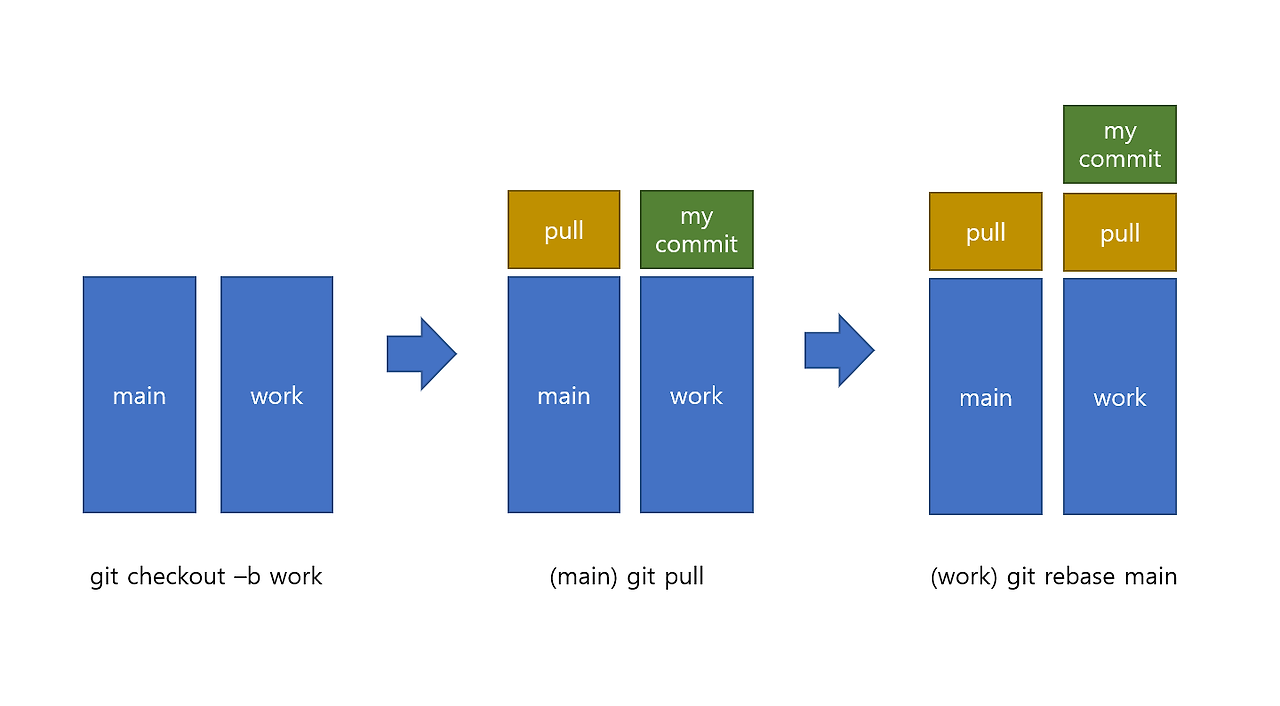 main
work
git checkout –b work
pull
my
commit
main
work
(main) git pull
my
commit
pull
pull
main
work
(work) git rebase main